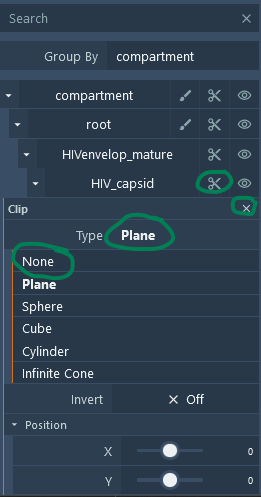 Search
Group By compartment
compartment
root
HIVenvelop_mature
HIV_capsid
Clip
Type Plane
None
Plane
Sphere
Cube
Cylinder
Infinite Cone
Invert × Off
Position
X 0
Y 0